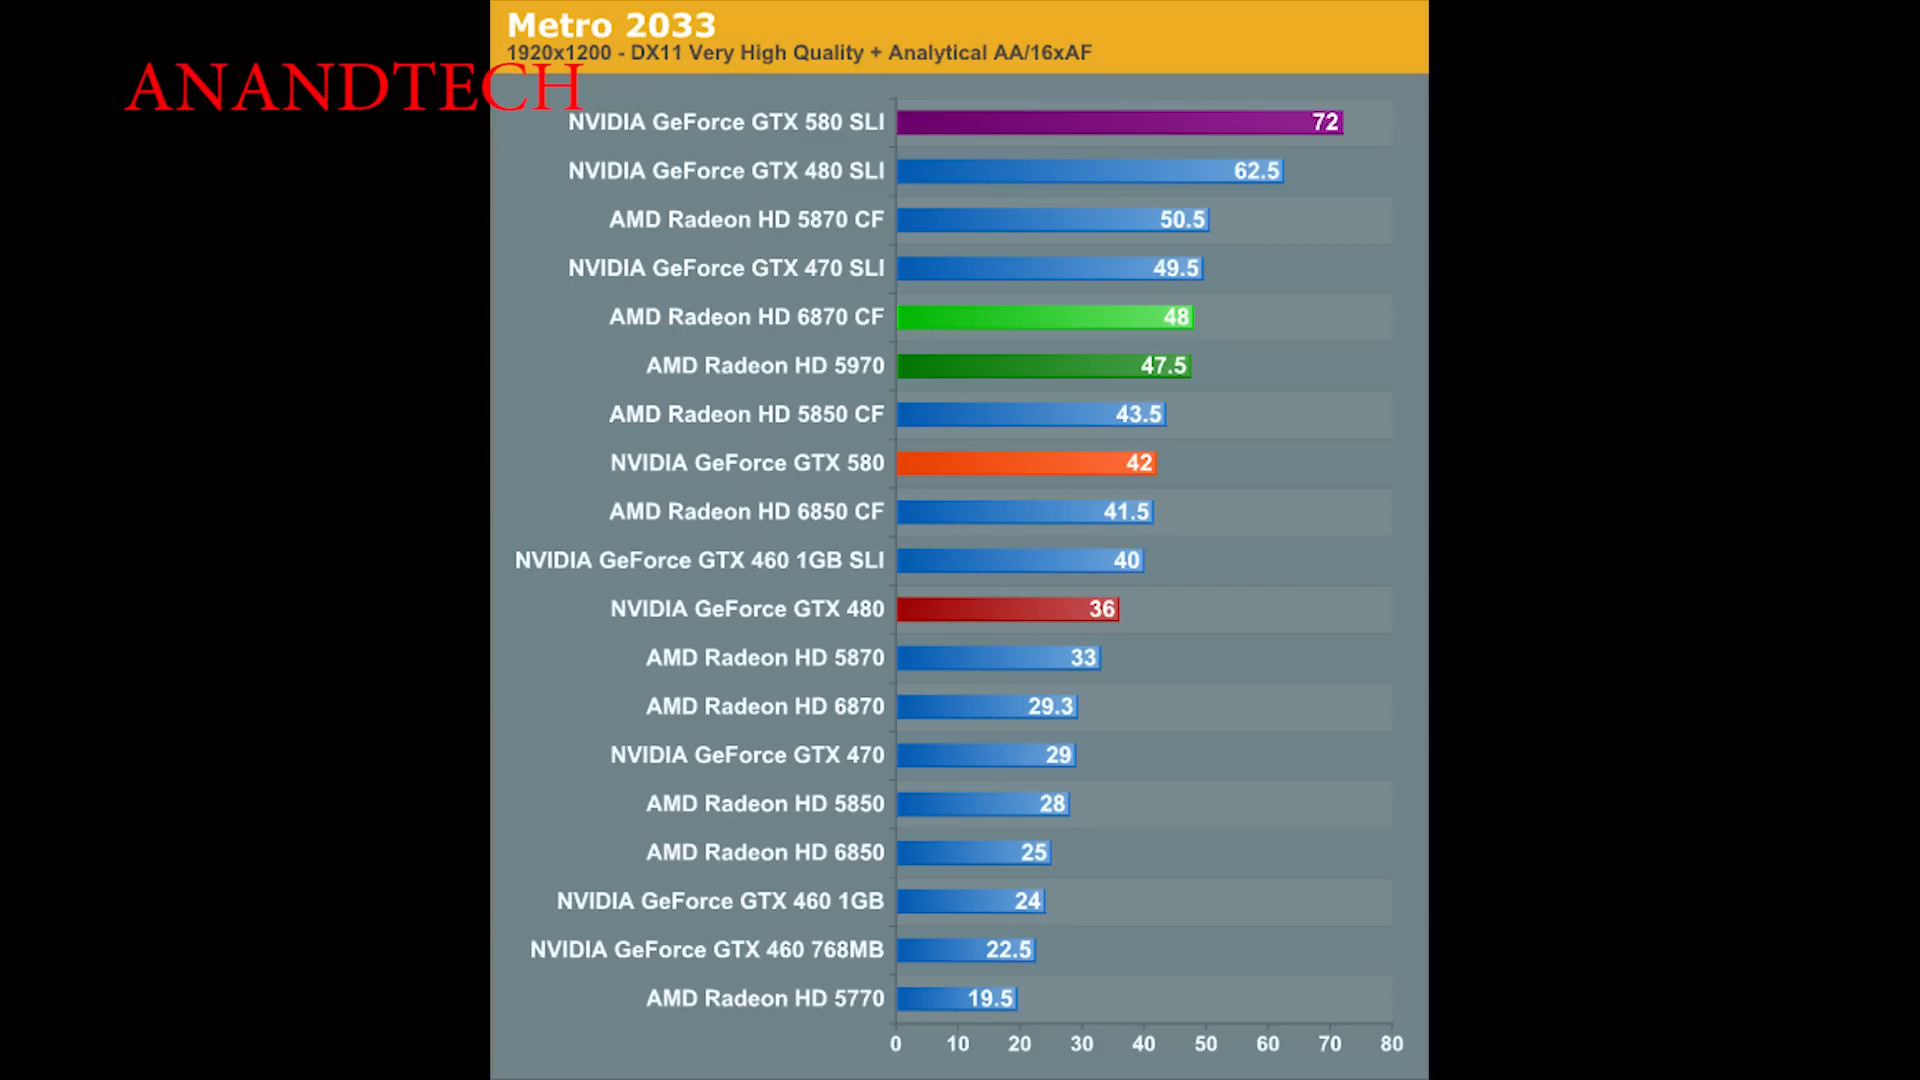 Metro 2033
1920x1200 - DX11 Very High Quality + Analytical AA/16xAF
ANANDTECH
NVIDIA GeForce GTX 580 SLI 72
NVIDIA GeForce GTX 480 SLI 62.5
AMD Radeon HD 5870 CF 50.5
NVIDIA GeForce GTX 470 SLI 49.5
AMD Radeon HD 6870 CF 48
AMD Radeon HD 5970 47.5
AMD Radeon HD 5850 CF 43.5
NVIDIA GeForce GTX 580 42
AMD Radeon HD 6850 CF 41.5
NVIDIA GeForce GTX 460 1GB SLI 40
NVIDIA GeForce GTX 480 36
AMD Radeon HD 5870 33
AMD Radeon HD 6870 29.3
NVIDIA GeForce GTX 470 29
AMD Radeon HD 5850 28
AMD Radeon HD 6850 25
NVIDIA GeForce GTX 460 1GB 24
NVIDIA GeForce GTX 460 768MB 22.5
AMD Radeon HD 5770 19.5
0 10 20 30 40 50 60 70 80